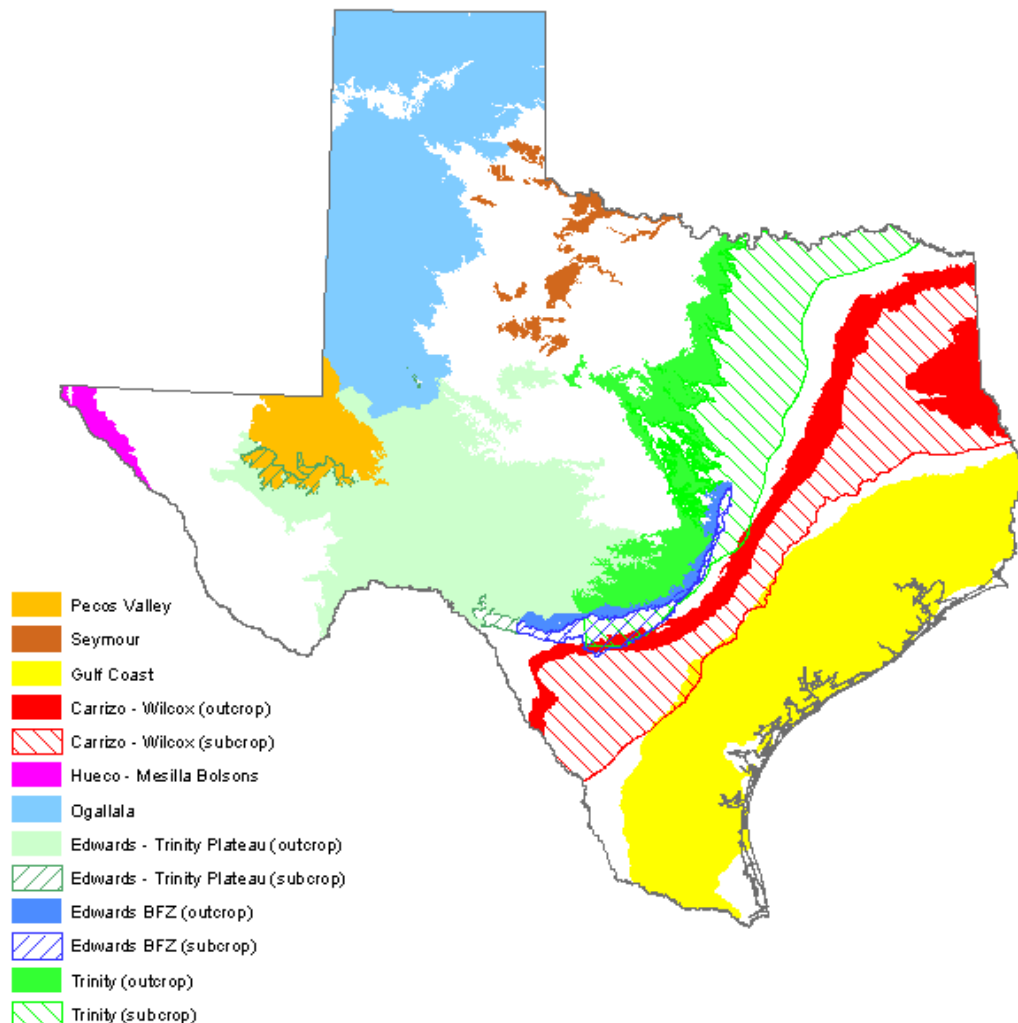 Pecos Valley
Seymour
Gulf Coast
Carrizo - Wilcox (outcrop)
Carrizo - Wilcox (subcrop)
Hueco - Mesilla Bolsons
Ogallala
Edwards - Trinity Plateau (outcrop)
Edwards - Trinity Plateau (subcrop)
Edwards BFZ (outcrop)
Edwards BFZ (subcrop)
Trinity (outcrop)
Trinity (subcrop)